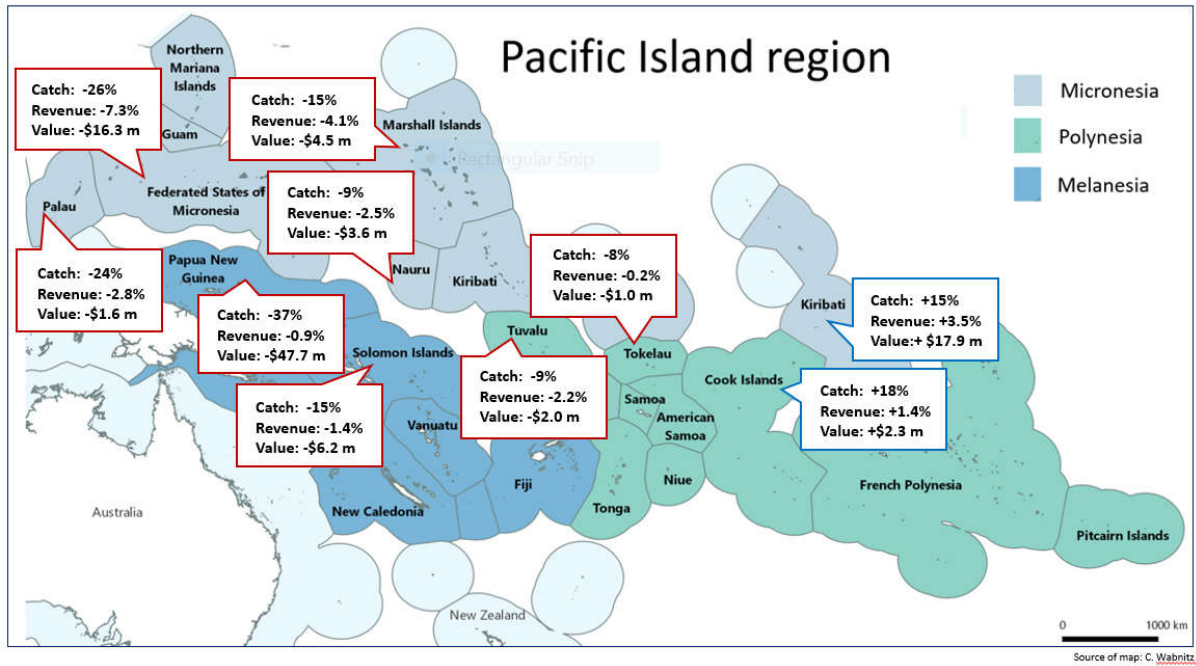 Pacific Island region
Micronesia
Polynesia
Melanesia
Northern
Mariana
Islands
Guam
Catch: -26%
Revenue: -7.3%
Value: -$16.3 m
Catch: -15%
Revenue: -4.1%
Value: -$4.5 m
Marshall Islands
Rectangular Snip
Federated States of
Micronesia
Palau
Catch: -9%
Revenue: -2.5%
Value: -$3.6 m
Nauru
Kiribati
Catch: -24%
Revenue: -2.8%
Value: -$1.6 m
Papua New
Guinea
Catch: -37%
Revenue: -0.9%
Value: -$47.7 m
Catch: -8%
Revenue: -0.2%
Value: -$1.0 m
Kiribati
Catch: +15%
Revenue: +3.5%
Value:+ $17.9 m
Tuvalu
Tokelau
Solomon Islands
Catch: -9%
Revenue: -2.2%
Value: -$2.0 m
Cook Islands
Catch: +18%
Revenue: +1.4%
Value: +$2.3 m
Catch: -15%
Revenue: -1.4%
Value: -$6.2 m
Samoa
American
Samoa
Vanuatu
Fiji
Niue
Tonga
French Polynesia
New Caledonia
Australia
Pitcairn Islands
New Zealand
0 1000 km
Source of map: C. Wabnitz